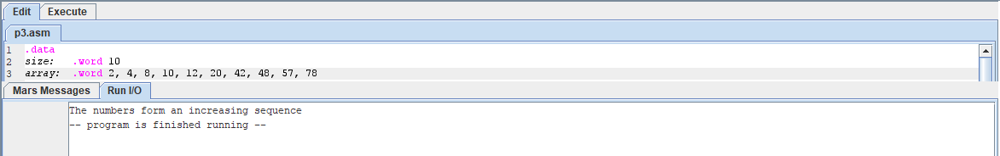 Edit Execute
p3.asm
1 .data
2 size: .word 10
3 array: .word 2, 4, 8, 10, 12, 20, 42, 48, 57, 78
Mars Messages Run I/O
The numbers form an increasing sequence
-- program is finished running --